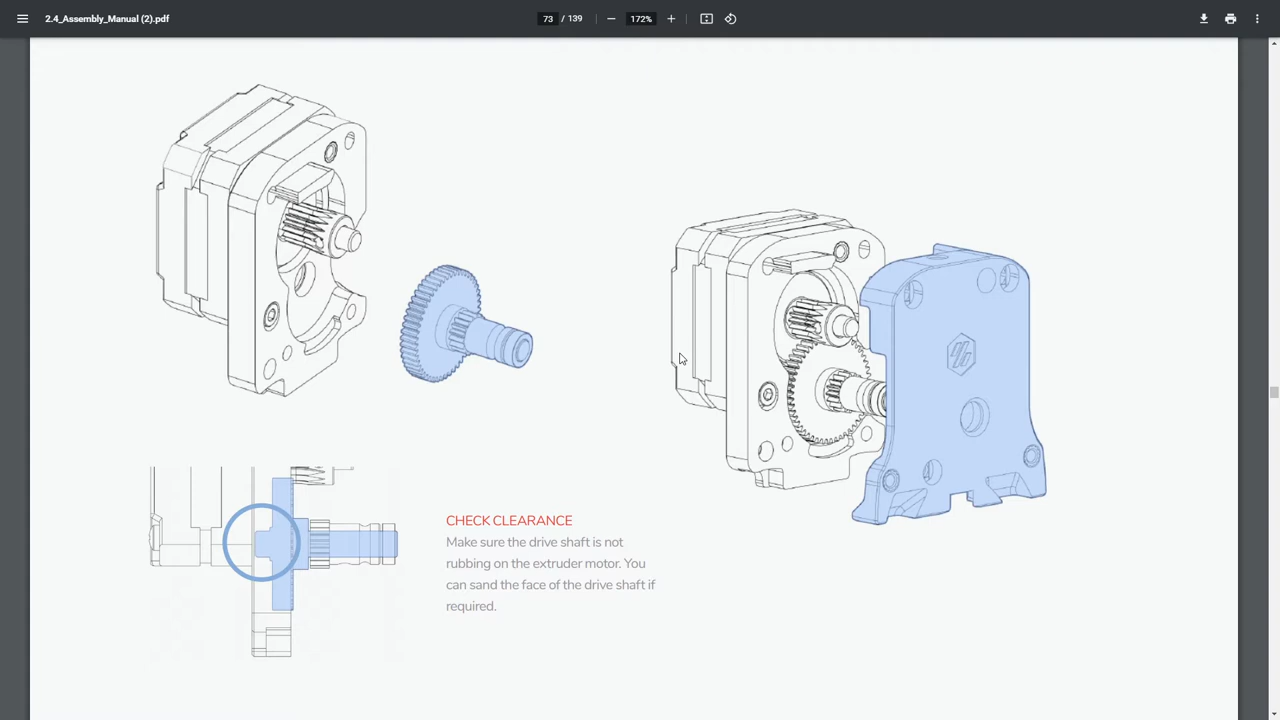 2.4_Assembly_Manual (2).pdf
73 / 139
172%
CHECK CLEARANCE
Make sure the drive shaft is not
rubbing on the extruder motor. You
can sand the face of the drive shaft if
required.